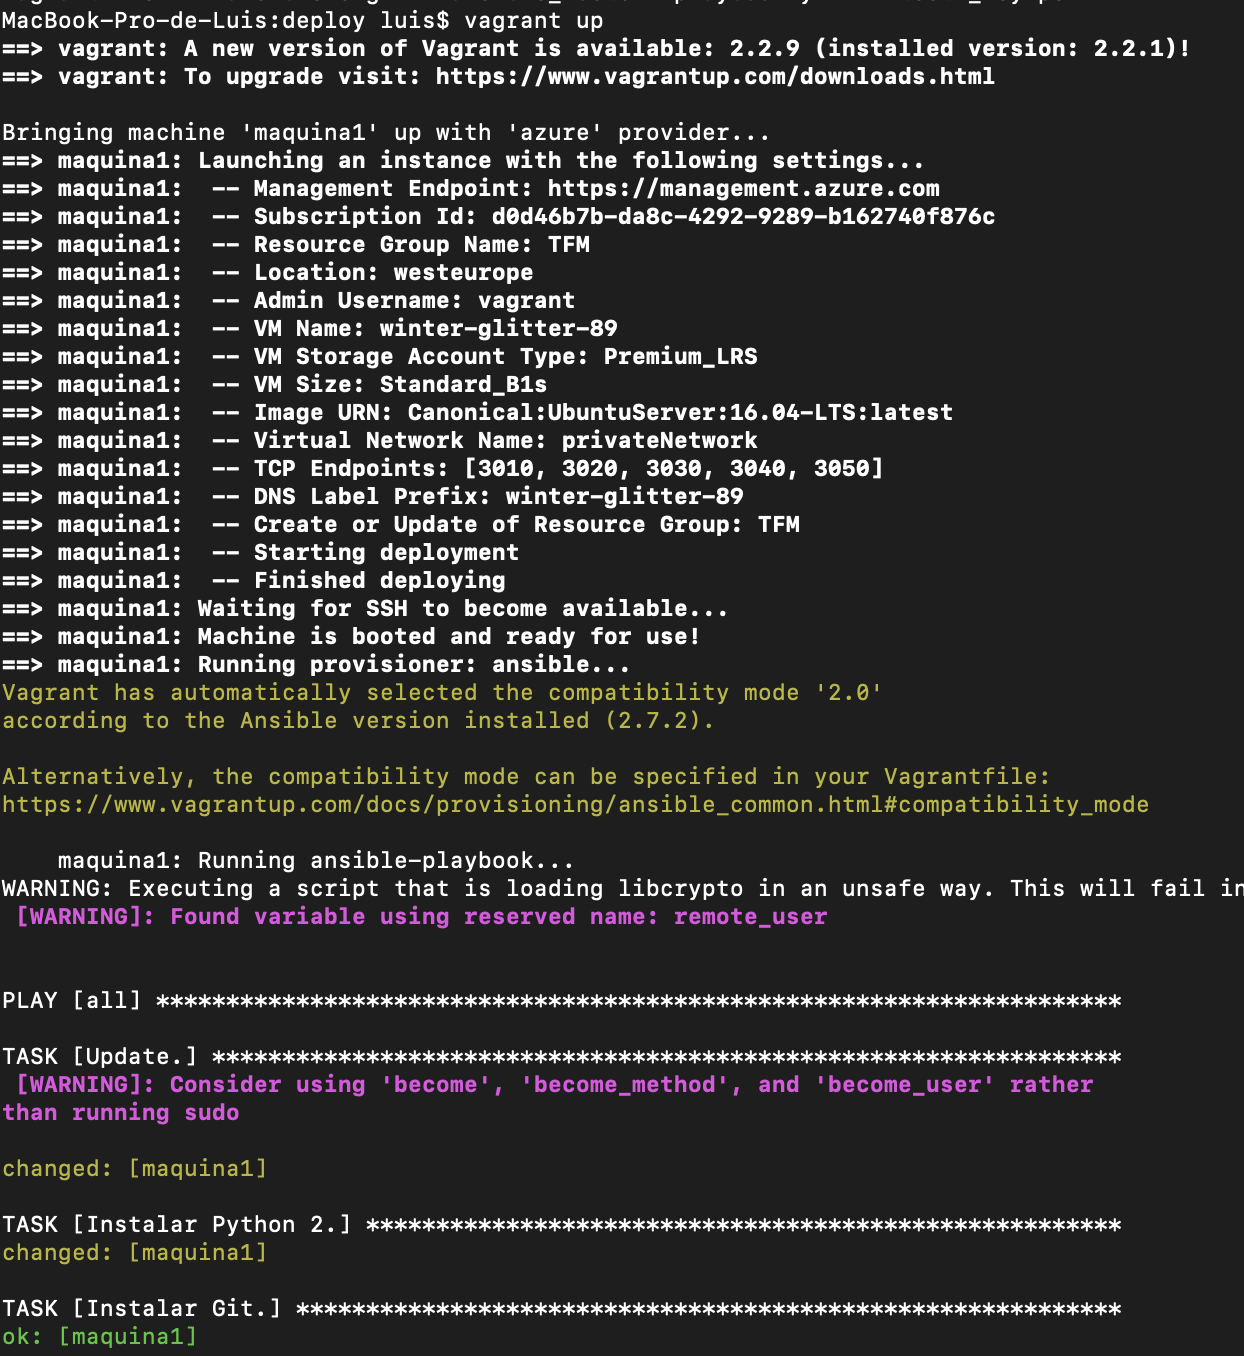 MacBook-Pro-de-Luis:deploy luis$ vagrant up
==> vagrant: A new version of Vagrant is available: 2.2.9 (installed version: 2.2.1)!
==> vagrant: To upgrade visit: https://www.vagrantup.com/downloads.html
Bringing machine 'maquina1' up with 'azure' provider...
==> maquina1: Launching an instance with the following settings...
==> maquina1:  -- Management Endpoint: https://management.azure.com
==> maquina1:  -- Subscription Id: d0d46b7b-da8c-4292-9289-b162740f876c
==> maquina1:  -- Resource Group Name: TFM
==> maquina1:  -- Location: westeurope
==> maquina1:  -- Admin Username: vagrant
==> maquina1:  -- VM Name: winter-glitter-89
==> maquina1:  -- VM Storage Account Type: Premium_LRS
==> maquina1:  -- VM Size: Standard_B1s
==> maquina1:  -- Image URN: Canonical:UbuntuServer:16.04-LTS:latest
==> maquina1:  -- Virtual Network Name: privateNetwork
==> maquina1:  -- TCP Endpoints: [3010, 3020, 3030, 3040, 3050]
==> maquina1:  -- DNS Label Prefix: winter-glitter-89
==> maquina1:  -- Create or Update of Resource Group: TFM
==> maquina1:  -- Starting deployment
==> maquina1:  -- Finished deploying
==> maquina1: Waiting for SSH to become available...
==> maquina1: Machine is booted and ready for use!
==> maquina1: Running provisioner: ansible...
Vagrant has automatically selected the compatibility mode '2.0'
according to the Ansible version installed (2.7.2).
Alternatively, the compatibility mode can be specified in your Vagrantfile:
https://www.vagrantup.com/docs/provisioning/ansible_common.html#compatibility_mode
    maquina1: Running ansible-playbook...
WARNING: Executing a script that is loading libcrypto in an unsafe way. This will fail in
 [WARNING]: Found variable using reserved name: remote_user
PLAY [all] *********************************************************************
TASK [Update.] *****************************************************************
 [WARNING]: Consider using 'become', 'become_method', and 'become_user' rather
than running sudo
changed: [maquina1]
TASK [Instalar Python 2.] ******************************************************
changed: [maquina1]
TASK [Instalar Git.] ***********************************************************
ok: [maquina1]